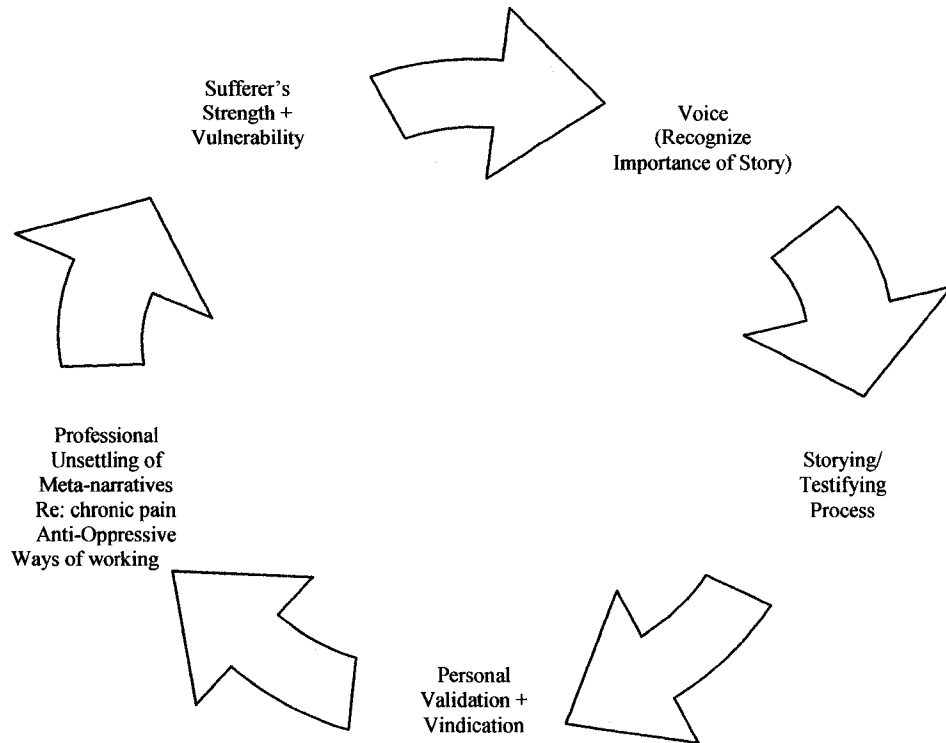 Sufferer's
Strength +
Vulnerability
Voice
(Recognize
Importance of Story)
Storying/
Testifying
Process
Personal
Validation +
Vindication
Professional
Unsettling of
Meta-narratives
Re: chronic pain
Anti-Oppressive
Ways of working